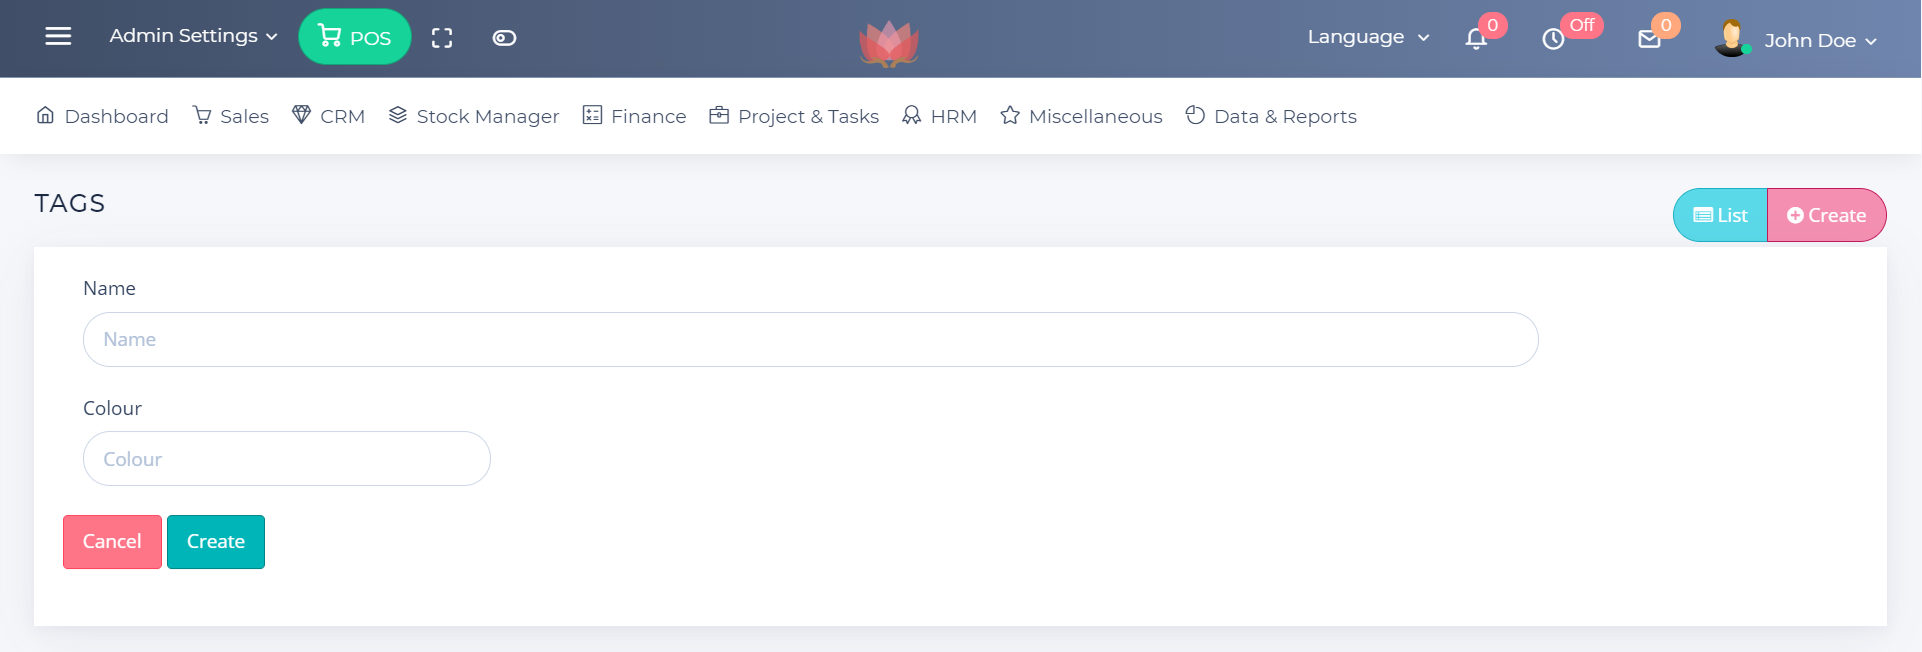 Admin Settings POS Language 0 Off 0 John Doe
Dashboard Sales CRM Stock Manager Finance Project & Tasks HRM Miscellaneous Data & Reports
TAGS
List Create
Name
Name
Colour
Colour
Cancel Create